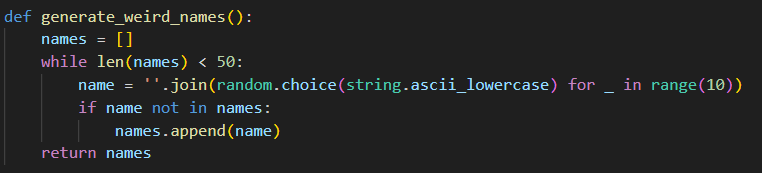 def generate_weird_names():
    names = []
    while len(names) < 50:
        name = ''.join(random.choice(string.ascii_lowercase) for _ in range(10))
        if name not in names:
            names.append(name)
    return names